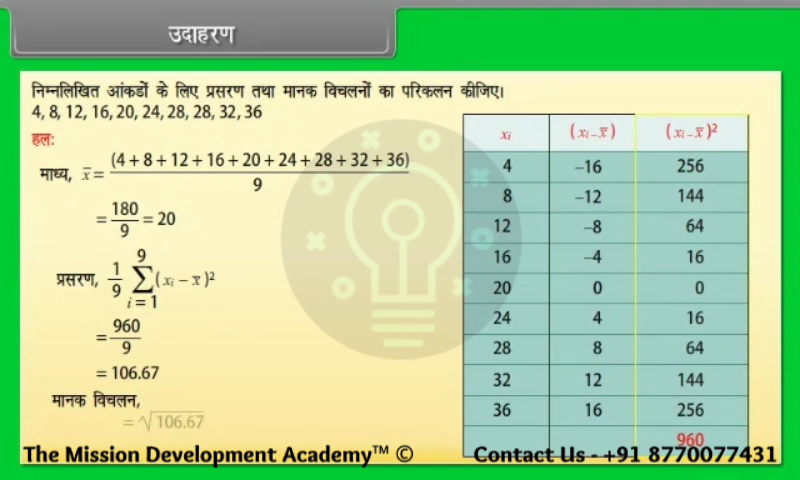 उदाहरण
निम्नलिखित आंकडों के लिए प्रसरण तथा मानक विचलनों का परिकलन कीजिए।
4, 8, 12, 16, 20, 24, 28, 28, 32, 36
हलः
माध्य, x̅ = (4 + 8 + 12 + 16 + 20 + 24 + 28 + 32 + 36) / 9
= 180/9 = 20
प्रसरण, 1/9 ∑_{i = 1}^{9} (xᵢ – x̅)²
= 960/9
= 106.67
मानक विचलन,
= √106.67
xᵢ (xᵢ – x̅) (xᵢ – x̅)²
4 –16 256
8 –12 144
12 –8 64
16 –4 16
20 0 0
24 4 16
28 8 64
32 12 144
36 16 256
960
The Mission Development Academy™ © Contact Us - +91 8770077431